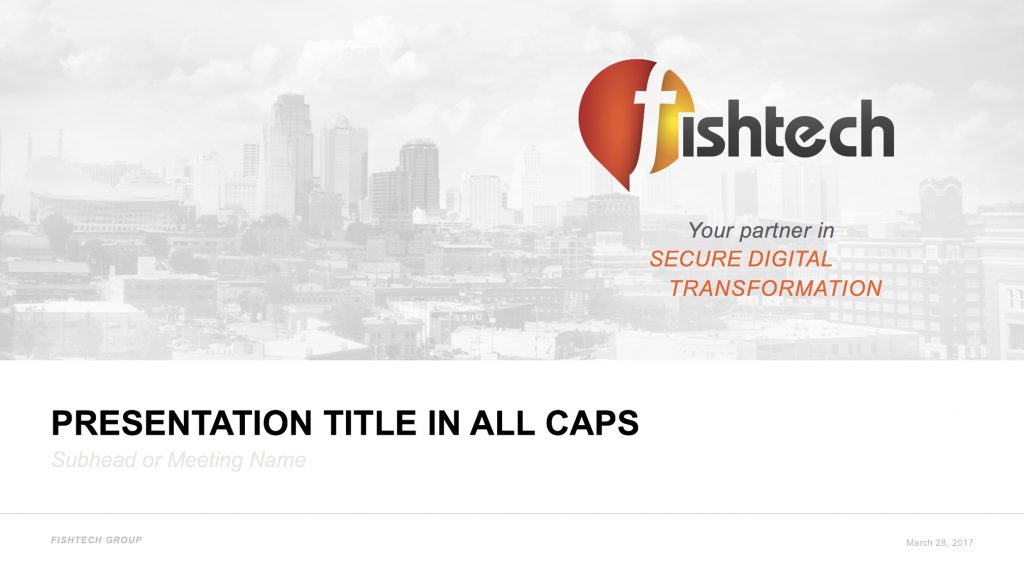 fishtech
Your partner in
SECURE DIGITAL
TRANSFORMATION
PRESENTATION TITLE IN ALL CAPS
Subhead or Meeting Name
FISHTECH GROUP
March 28, 2017